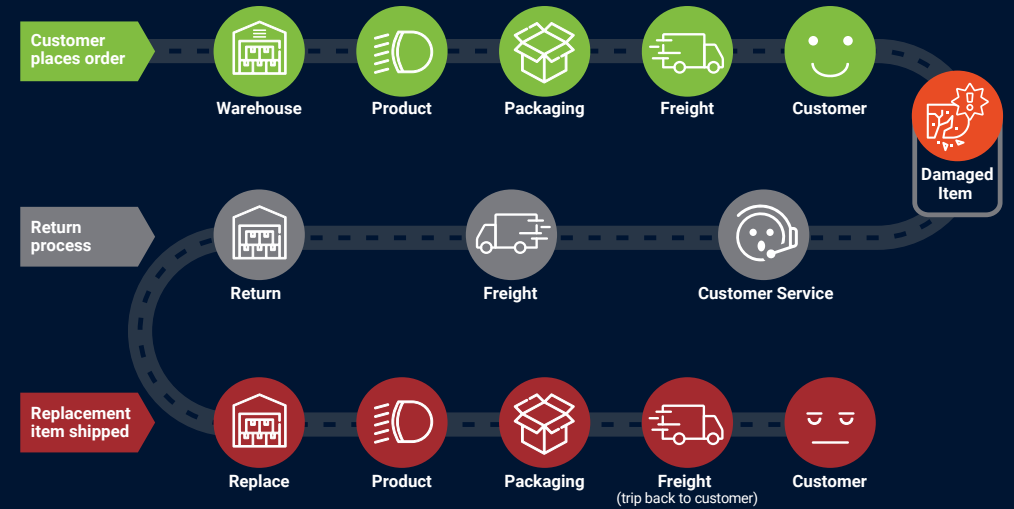 Customer
places order
Warehouse
Product
Packaging
Freight
Customer
Damaged
Item
Return
process
Return
Freight
Customer Service
Replacement
item shipped
Replace
Product
Packaging
Freight
(trip back to customer)
Customer